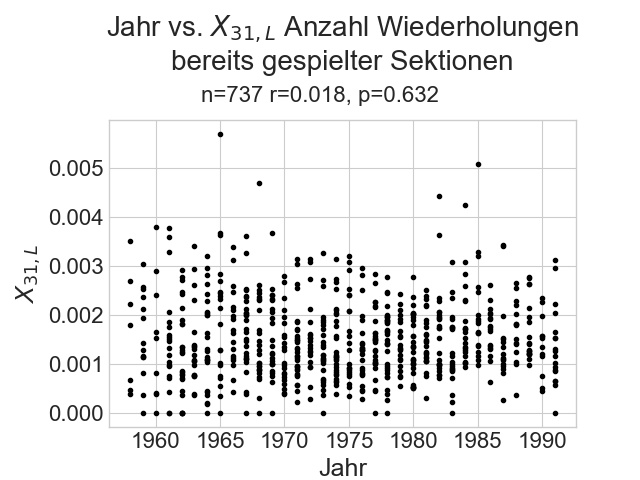 Jahr vs. X₃₁,L Anzahl Wiederholungen
bereits gespielter Sektionen
n=737 r=0.018, p=0.632
X₃₁,L
0.005
0.004
0.003
0.002
0.001
0.000
1960 1965 1970 1975 1980 1985 1990
Jahr